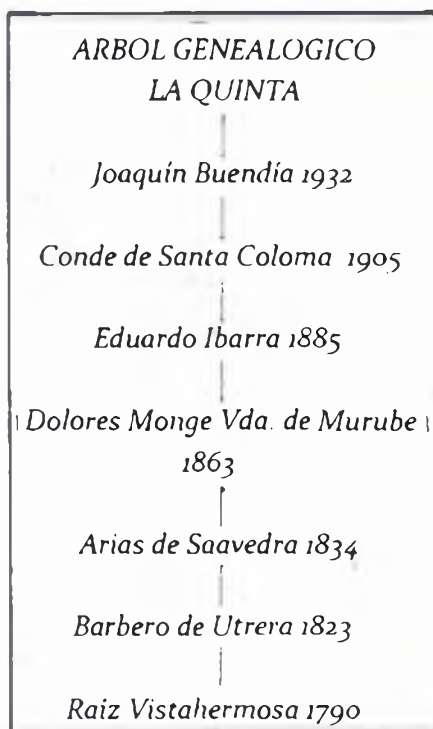 ARBOL GENEALOGICO
LA QUINTA
Joaquín Buendía 1932
Conde de Santa Coloma 1905
Eduardo Ibarra 1885
Dolores Monge Vda. de Murube
1863
Arias de Saavedra 1834
Barbero de Utrera 1823
Raiz Vistahermosa 1790